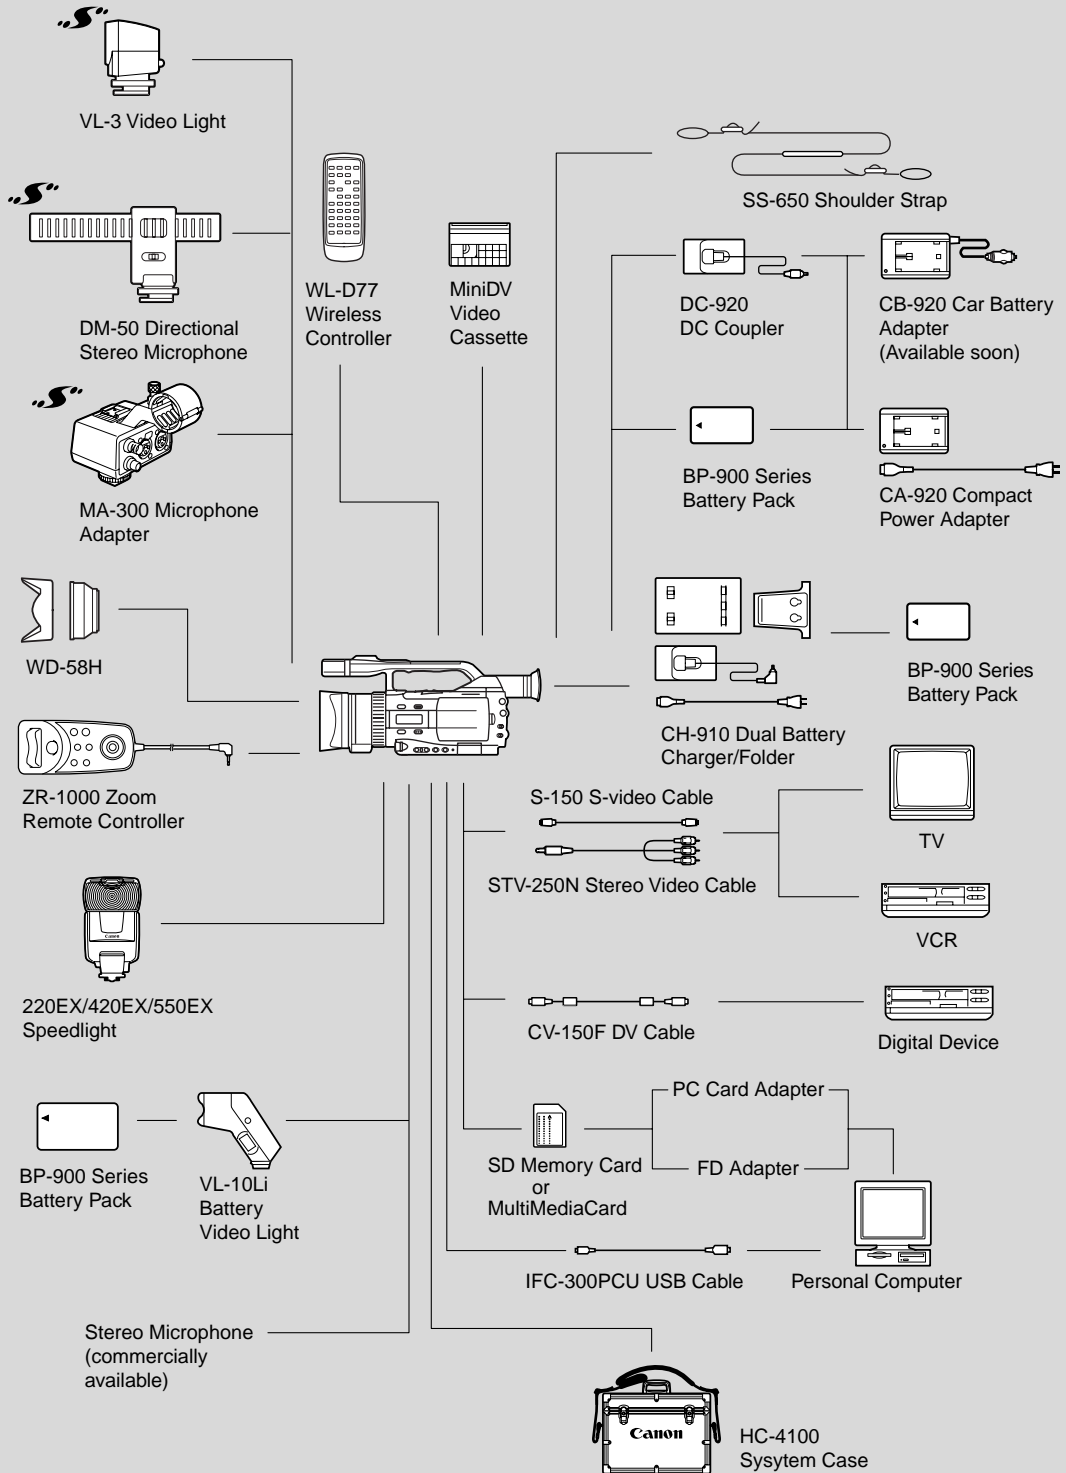 VL-3 Video Light
DM-50 Directional
Stereo Microphone
MA-300 Microphone
Adapter
WD-58H
ZR-1000 Zoom
Remote Controller
Canon
220EX/420EX/550EX
Speedlight
BP-900 Series
Battery Pack
VL-10Li
Battery
Video Light
Stereo Microphone
(commercially
available)
WL-D77
Wireless
Controller
MiniDV
Video
Cassette
SS-650 Shoulder Strap
DC-920
DC Coupler
CB-920 Car Battery
Adapter
(Available soon)
BP-900 Series
Battery Pack
CA-920 Compact
Power Adapter
CH-910 Dual Battery
Charger/Folder
BP-900 Series
Battery Pack
S-150 S-video Cable
STV-250N Stereo Video Cable
TV
VCR
CV-150F DV Cable
Digital Device
SD Memory Card
or
MultiMediaCard
PC Card Adapter
FD Adapter
IFC-300PCU USB Cable
Personal Computer
Canon
HC-4100
Sysytem Case